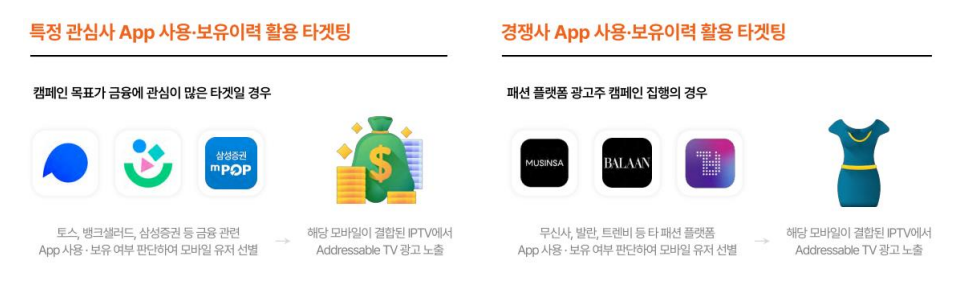 특정 관심사 App 사용·보유이력 활용 타겟팅
캠페인 목표가 금융에 관심이 많은 타겟일 경우
삼성증권
mPOP
$
토스, 뱅크샐러드, 삼성증권 등 금융 관련
App 사용 · 보유 여부 판단하여 모바일 유저 선별
→
해당 모바일이 결합된 IPTV에서
Addressable TV 광고 노출
경쟁사 App 사용·보유이력 활용 타겟팅
패션 플랫폼 광고주 캠페인 집행의 경우
MUSINSA
BALAAN
무신사, 발란, 트렌비 등 타 패션 플랫폼
App 사용 · 보유 여부 판단하여 모바일 유저 선별
→
해당 모바일이 결합된 IPTV에서
Addressable TV 광고 노출